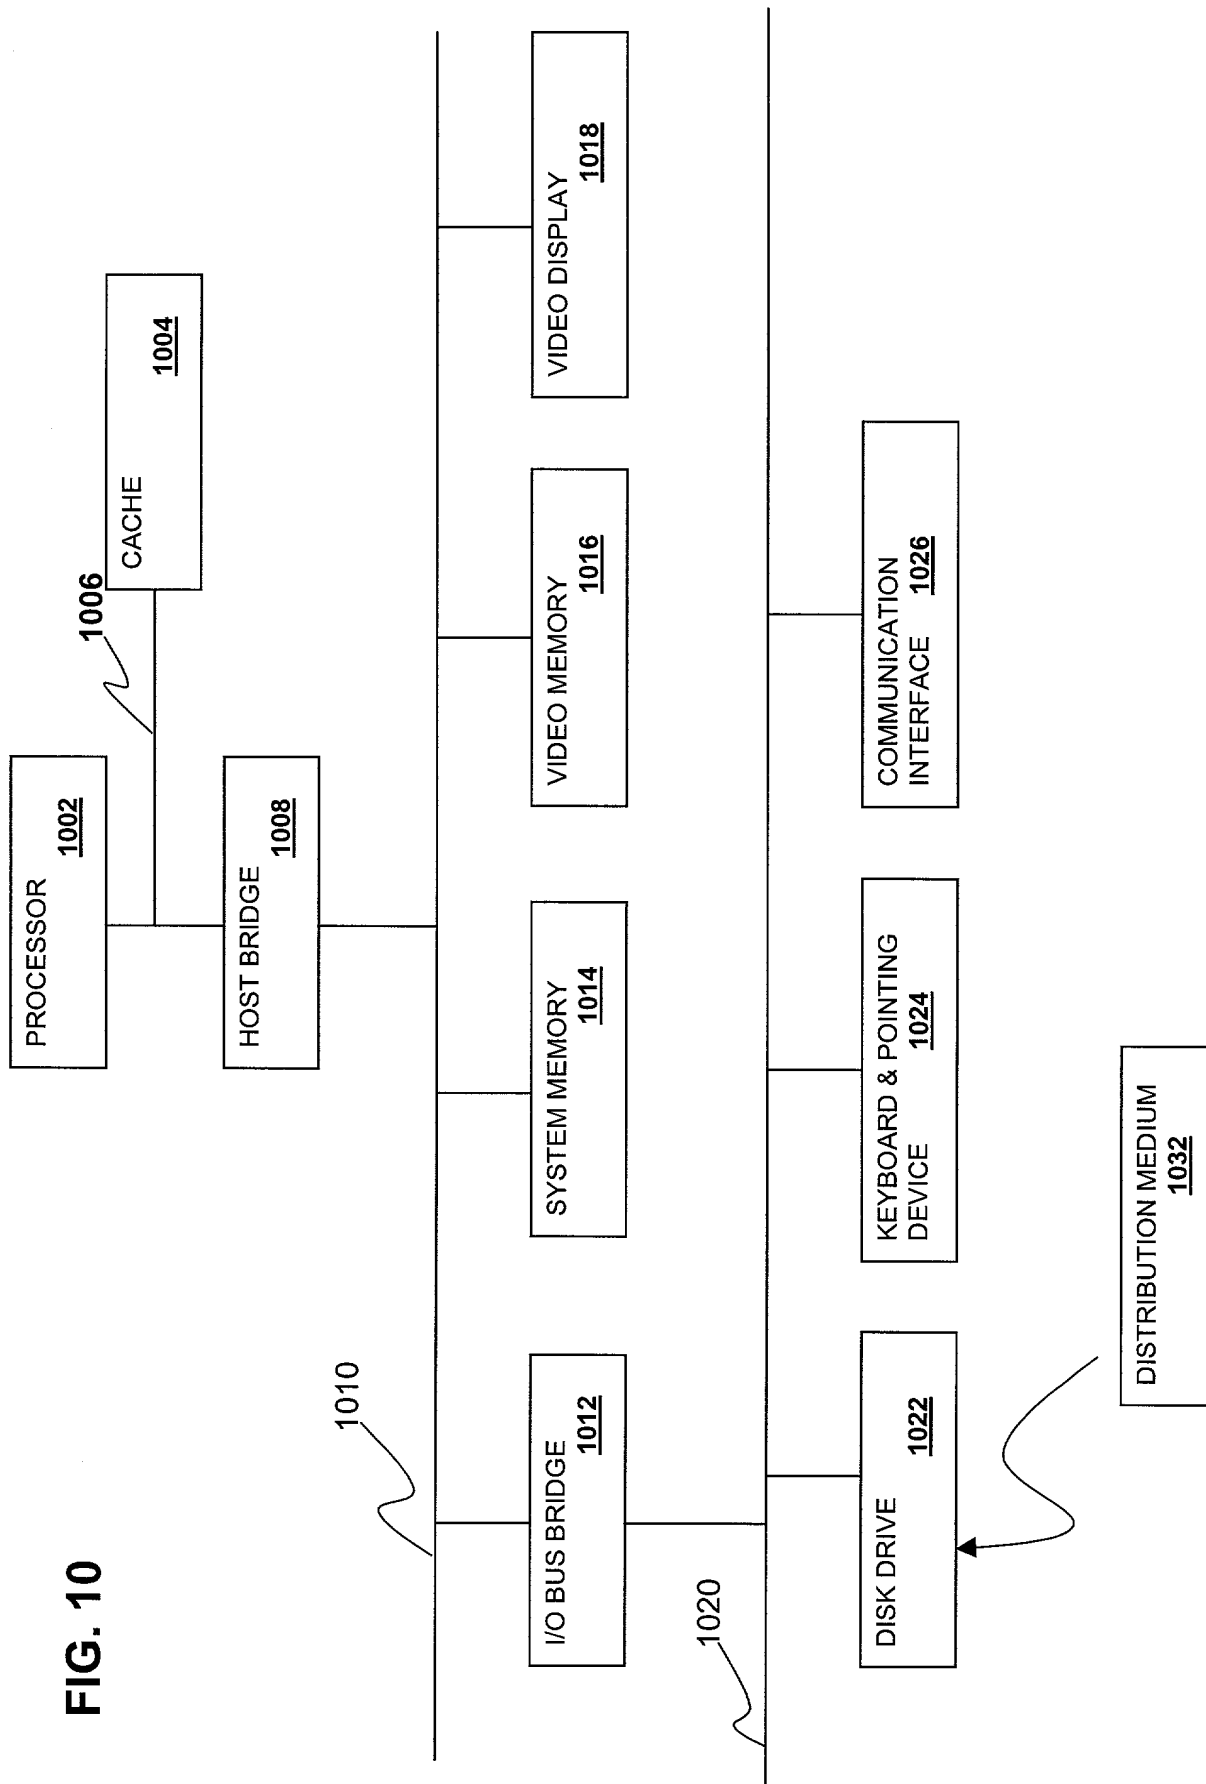 FIG. 10
PROCESSOR
1002
1006
CACHE
1004
HOST BRIDGE
1008
1010
I/O BUS BRIDGE
1012
SYSTEM MEMORY
1014
VIDEO MEMORY
1016
VIDEO DISPLAY
1018
1020
DISK DRIVE
1022
KEYBOARD & POINTING
DEVICE
1024
COMMUNICATION
INTERFACE
1026
DISTRIBUTION MEDIUM
1032